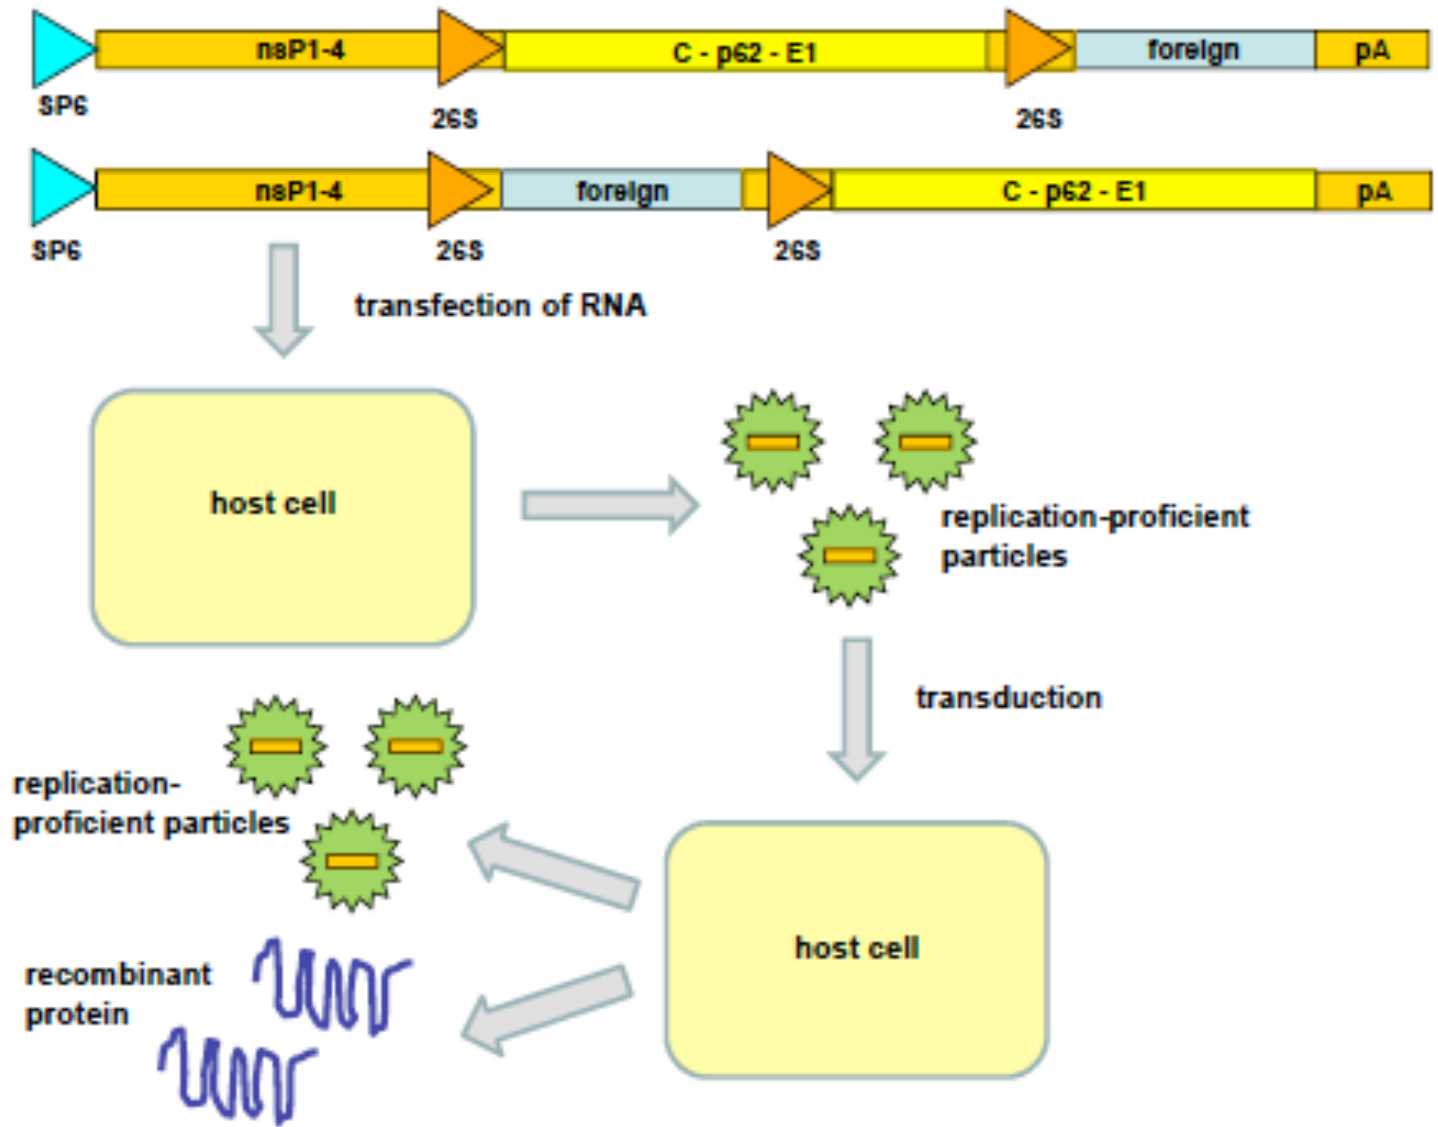 nsP1-4 C - p62 - E1 foreign pA
SP6 26S 26S
nsP1-4 foreign C - p62 - E1 pA
SP6 26S 26S
transfection of RNA
host cell
replication-proficient
particles
transduction
replication-
proficient particles
host cell
recombinant
protein